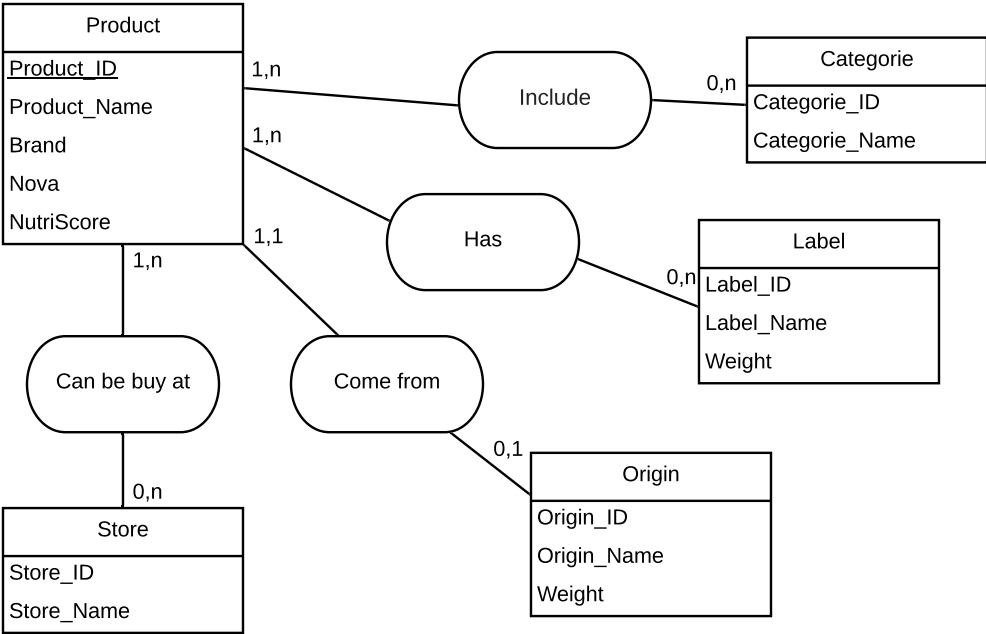 Product
Product_ID
Product_Name
Brand
Nova
NutriScore
1,n
Include
0,n
Categorie
Categorie_ID
Categorie_Name
1,n
Has
0,n
Label
Label_ID
Label_Name
Weight
1,1
Come from
0,1
Origin
Origin_ID
Origin_Name
Weight
1,n
Can be buy at
0,n
Store
Store_ID
Store_Name